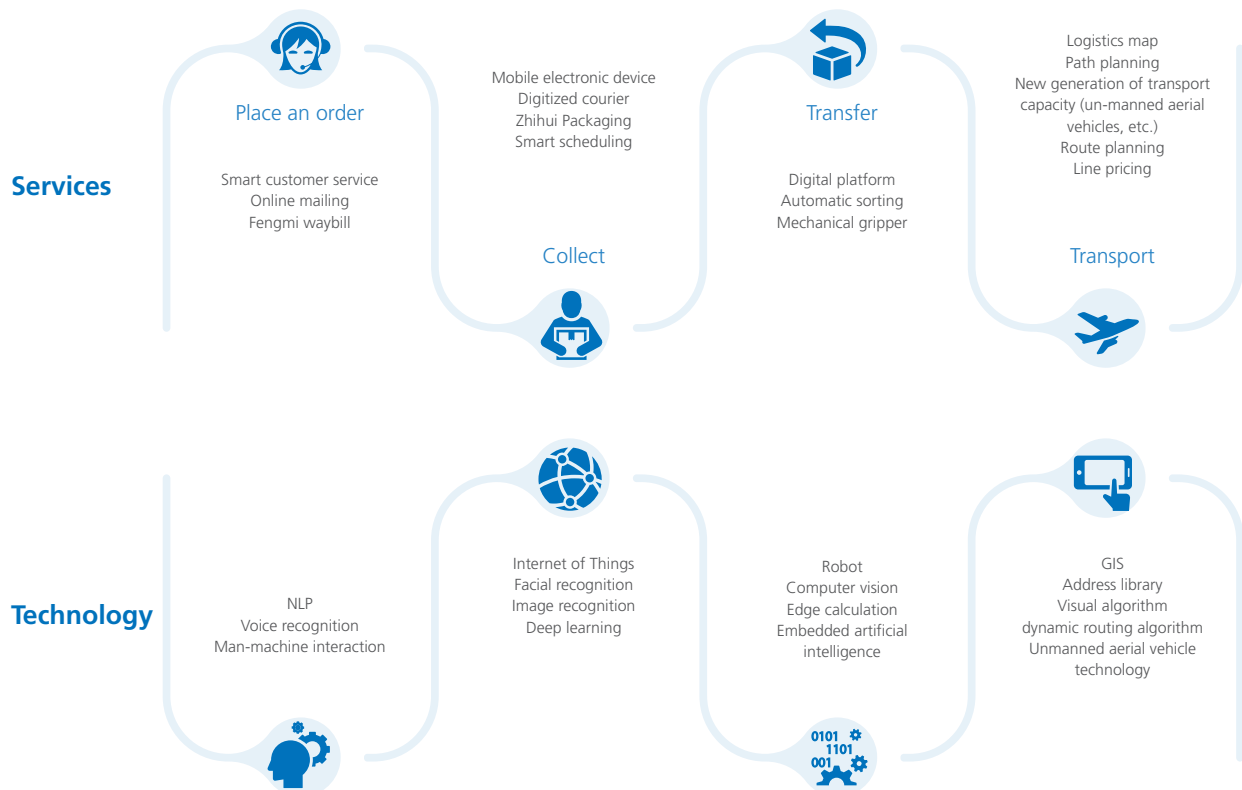 Services
Place an order
Smart customer service
Online mailing
Fengmi waybill
Mobile electronic device
Digitized courier
Zhihui Packaging
Smart scheduling
Collect
Transfer
Digital platform
Automatic sorting
Mechanical gripper
Logistics map
Path planning
New generation of transport
capacity (un-manned aerial
vehicles, etc.)
Route planning
Line pricing
Transport
Technology
NLP
Voice recognition
Man-machine interaction
Internet of Things
Facial recognition
Image recognition
Deep learning
Robot
Computer vision
Edge calculation
Embedded artificial
intelligence
0101
1101
001
GIS
Address library
Visual algorithm
dynamic routing algorithm
Unmanned aerial vehicle
technology